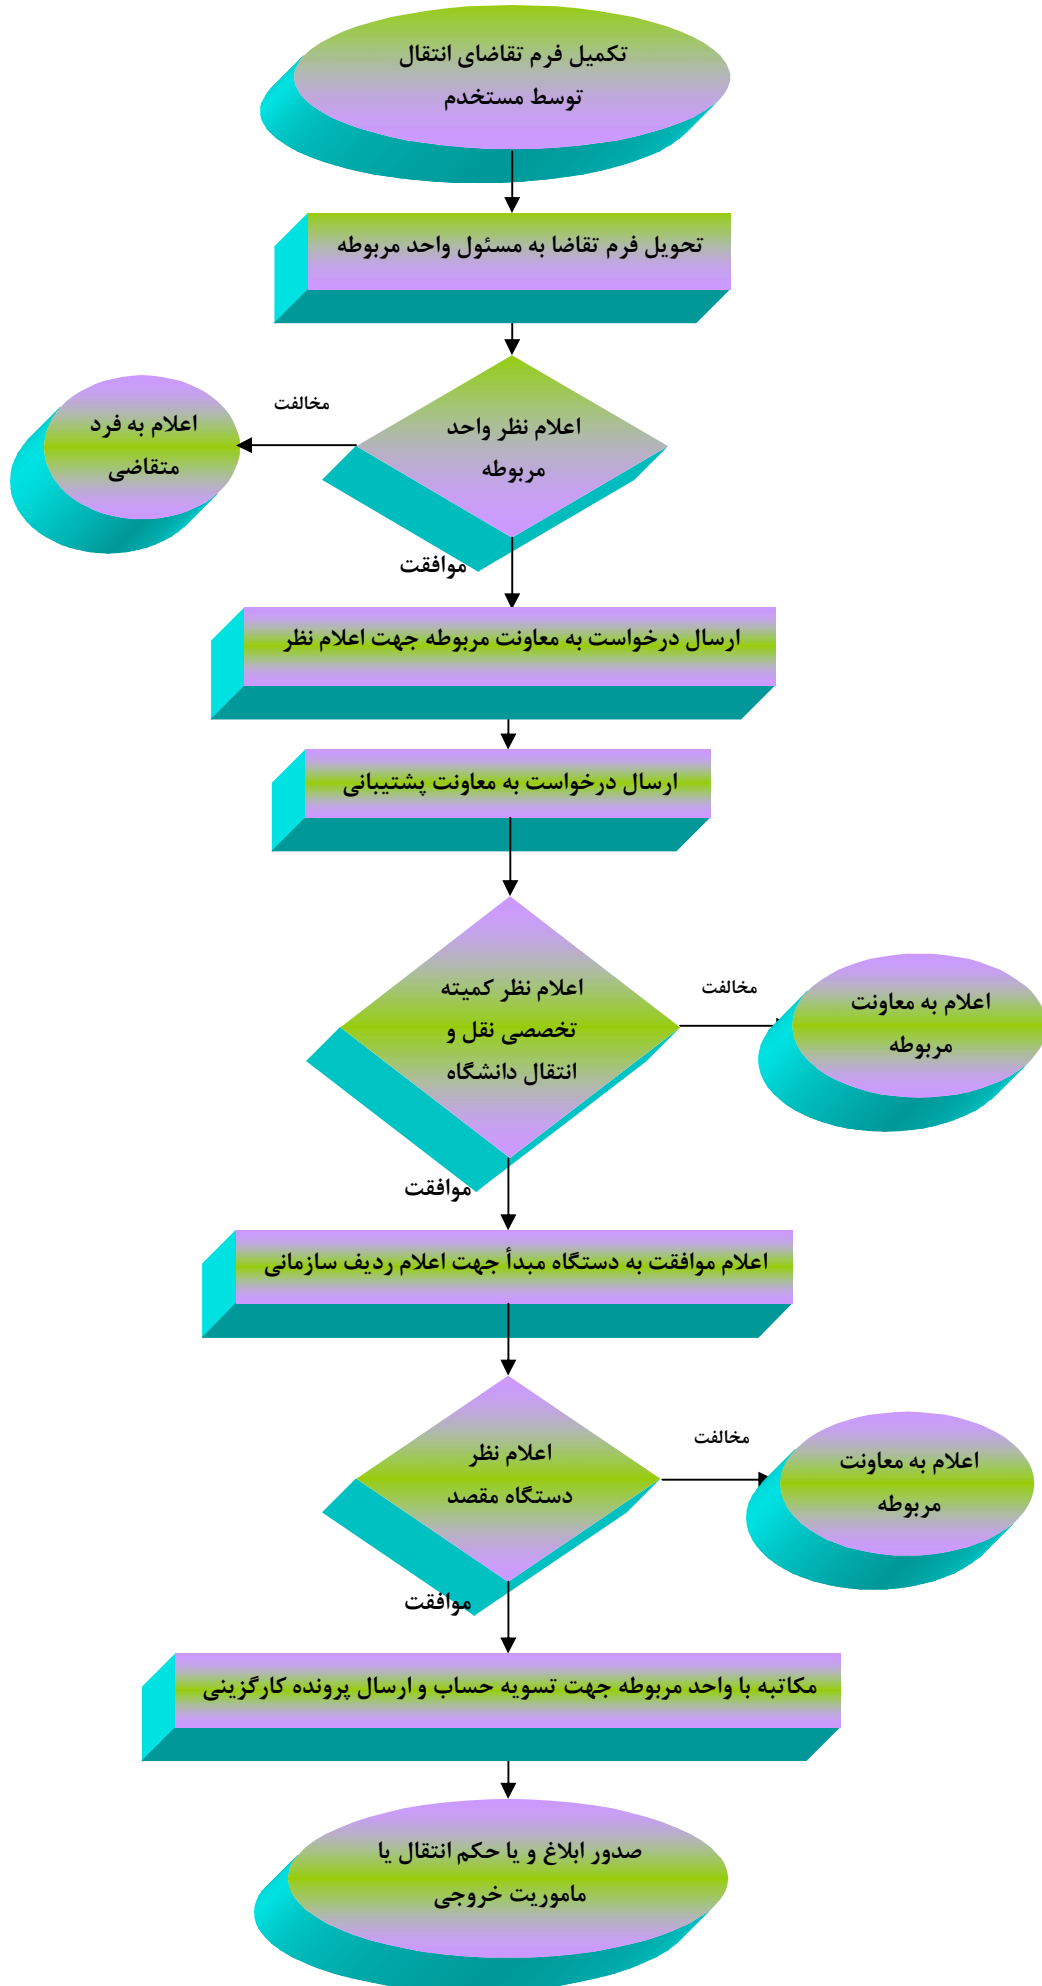 تکمیل فرم تقاضای انتقال
توسط مستخدم
تحویل فرم تقاضا به مسئول واحد مربوطه
اعلام نظر واحد
مربوطه
مخالفت
اعلام به فرد
متقاضی
موافقت
ارسال درخواست به معاونت مربوطه جهت اعلام نظر
ارسال درخواست به معاونت پشتیبانی
اعلام نظر کمیته
تخصصی نقل و
انتقال دانشگاه
مخالفت
اعلام به معاونت
مربوطه
موافقت
اعلام موافقت به دستگاه مبدأ جهت اعلام ردیف سازمانی
اعلام نظر
دستگاه مقصد
مخالفت
اعلام به معاونت
مربوطه
موافقت
مکاتبه با واحد مربوطه جهت تسویه حساب و ارسال پرونده کارگزینی
صدور ابلاغ و یا حکم انتقال یا
ماموریت خروجی